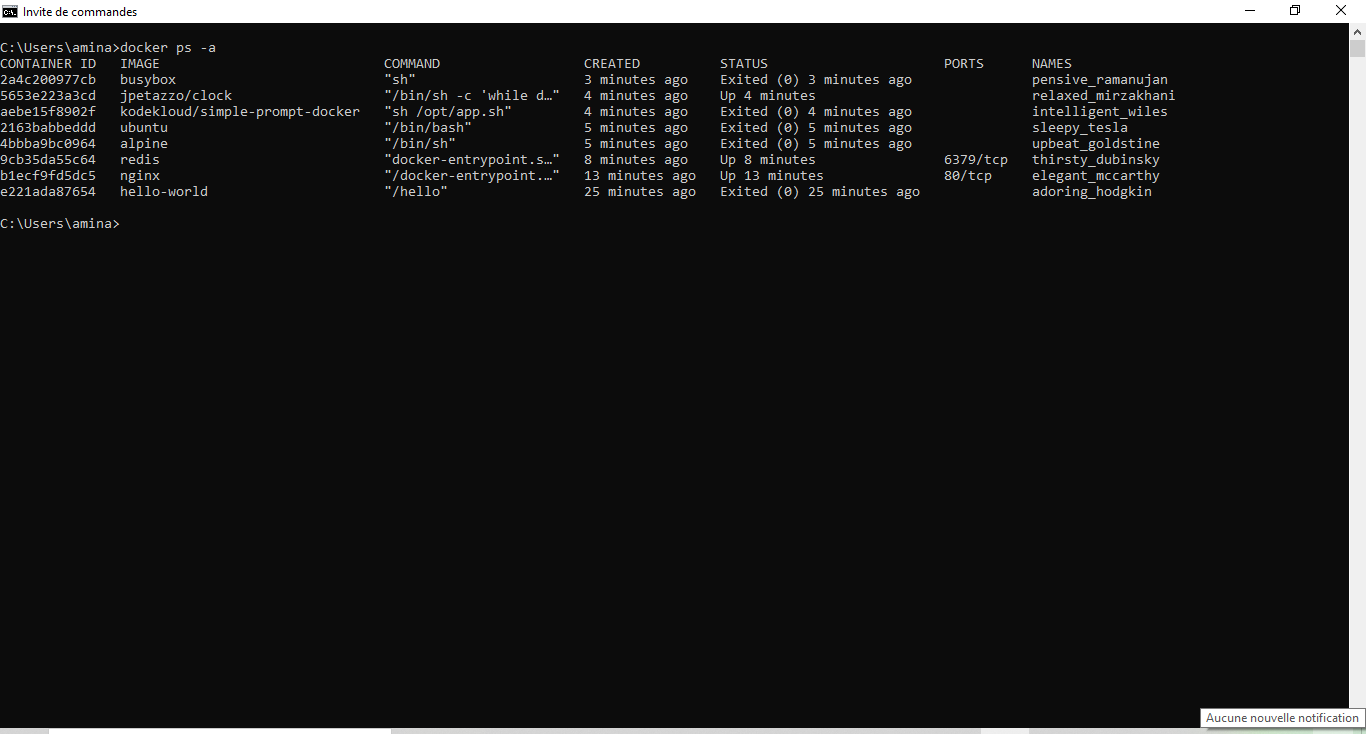 Invite de commandes
C:\Users\amina>docker ps -a
CONTAINER ID   IMAGE                            COMMAND                  CREATED          STATUS                      PORTS      NAMES
2a4c200977cb   busybox                          "sh"                     3 minutes ago    Exited (0) 3 minutes ago               pensive_ramanujan
5653e223a3cd   jpetazzo/clock                   "/bin/sh -c 'while d…"   4 minutes ago    Up 4 minutes                           relaxed_mirzakhani
aebe15f8902f   kodekloud/simple-prompt-docker   "sh /opt/app.sh"         4 minutes ago    Exited (0) 4 minutes ago               intelligent_wiles
2163babbeddd   ubuntu                           "/bin/bash"              5 minutes ago    Exited (0) 5 minutes ago               sleepy_tesla
4bbba9bc0964   alpine                           "/bin/sh"                5 minutes ago    Exited (0) 5 minutes ago               upbeat_goldstine
9cb35da55c64   redis                            "docker-entrypoint.s…"   8 minutes ago    Up 8 minutes                6379/tcp   thirsty_dubinsky
b1ecf9fd5dc5   nginx                            "/docker-entrypoint.…"   13 minutes ago   Up 13 minutes               80/tcp     elegant_mccarthy
e221ada87654   hello-world                      "/hello"                 25 minutes ago   Exited (0) 25 minutes ago              adoring_hodgkin
C:\Users\amina>
Aucune nouvelle notification